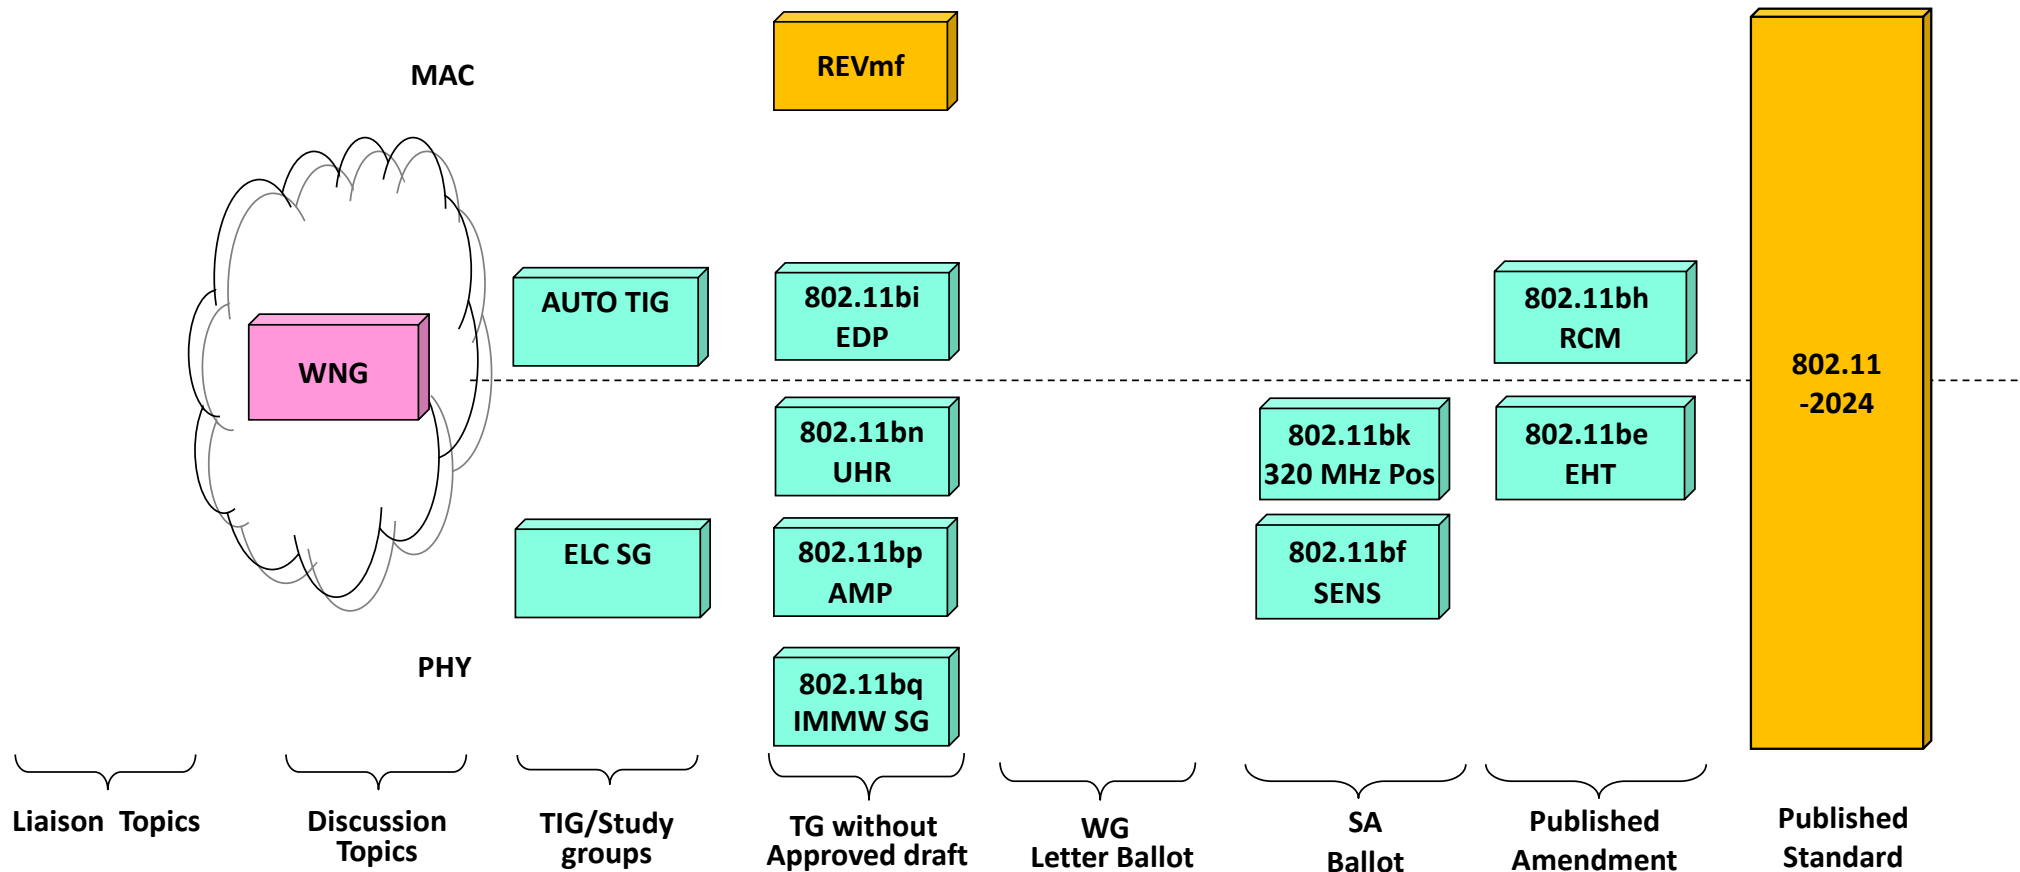 MAC
REVmf
AUTO TIG
802.11bi
EDP
802.11bh
RCM
WNG
802.11
-2024
802.11bn
UHR
802.11bk
320 MHz Pos
802.11be
EHT
ELC SG
802.11bp
AMP
802.11bf
SENS
PHY
802.11bq
IMMW SG
Liaison Topics
Discussion
Topics
TIG/Study
groups
TG without
Approved draft
WG
Letter Ballot
SA
Ballot
Published
Amendment
Published
Standard